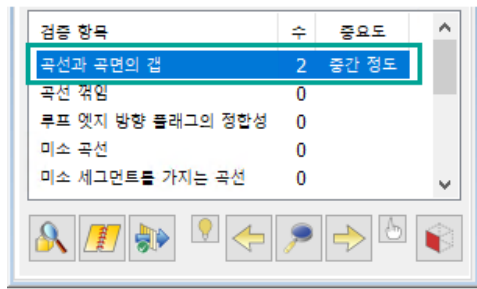 검증 항목 수 중요도
곡선과 곡면의 갭 2 중간 정도
곡선 꺾임 0
루프 엣지 방향 플래그의 정합성 0
미소 곡선 0
미소 세그먼트를 가지는 곡선 0